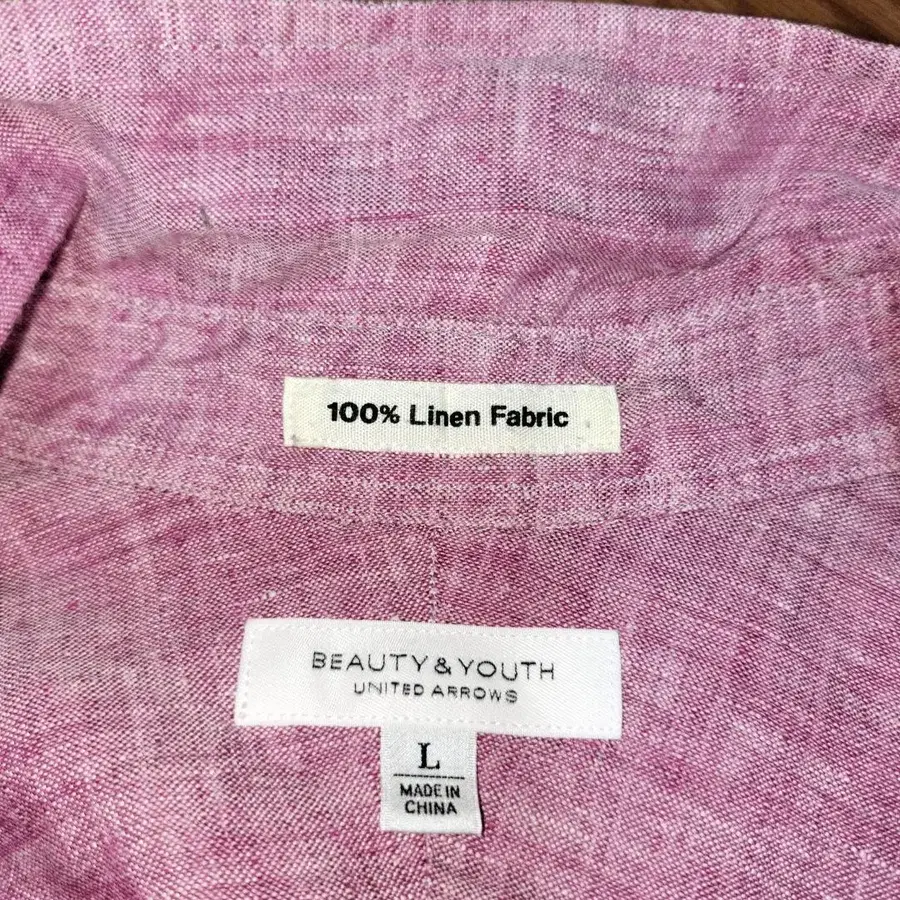 100% Linen Fabric
BEAUTY & YOUTH
UNITED ARROWS
L
MADE IN
CHINA